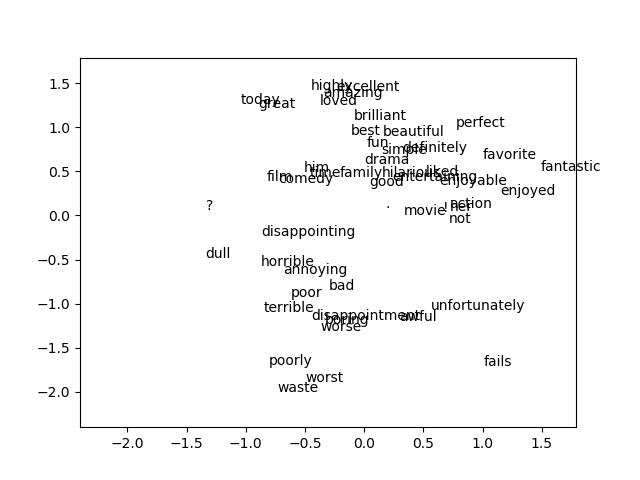 1.5
1.0
0.5
0.0
−0.5
−1.0
−1.5
−2.0
highly
excellent
amazing
today
great
loved
brilliant
perfect
best
beautiful
fun
simple
definitely
drama
favorite
him
fantastic
time
family
hilarious
liked
film
comedy
entertaining
good
enjoyable
enjoyed
?
.
movie
!
her
action
not
disappointing
dull
horrible
annoying
bad
poor
terrible
unfortunately
disappointment
awful
boring
worse
poorly
fails
worst
waste
−2.0 −1.5 −1.0 −0.5 0.0 0.5 1.0 1.5